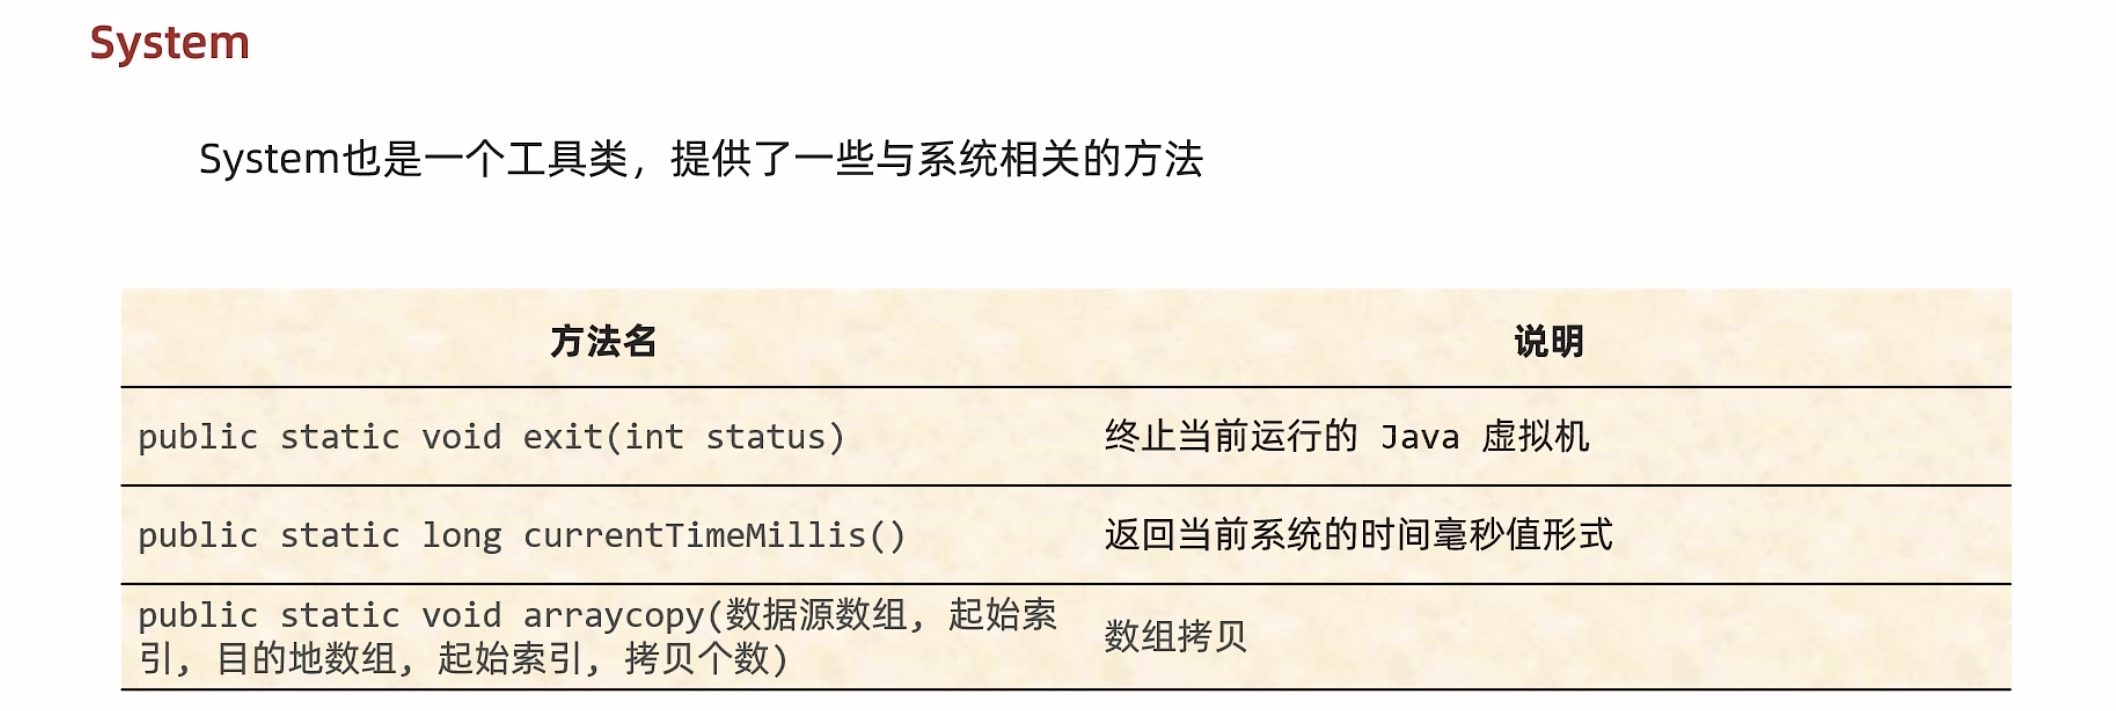 System
System也是一个工具类，提供了一些与系统相关的方法
方法名 说明
public static void exit(int status) 终止当前运行的 Java 虚拟机
public static long currentTimeMillis() 返回当前系统的时间毫秒值形式
public static void arraycopy(数据源数组, 起始索
引, 目的地数组, 起始索引, 拷贝个数)
数组拷贝